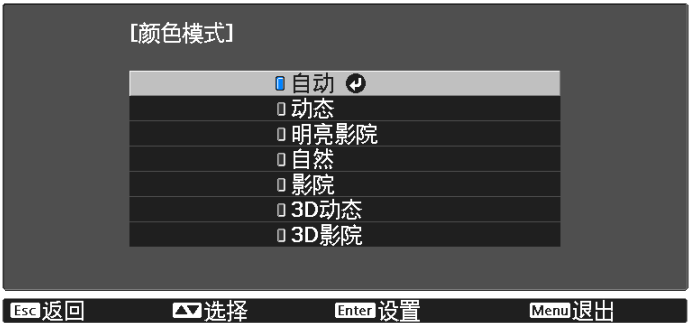 [颜色模式]
自动
动态
明亮影院
自然
影院
3D动态
3D影院
Esc 返回 选择 Enter 设置 Menu 退出